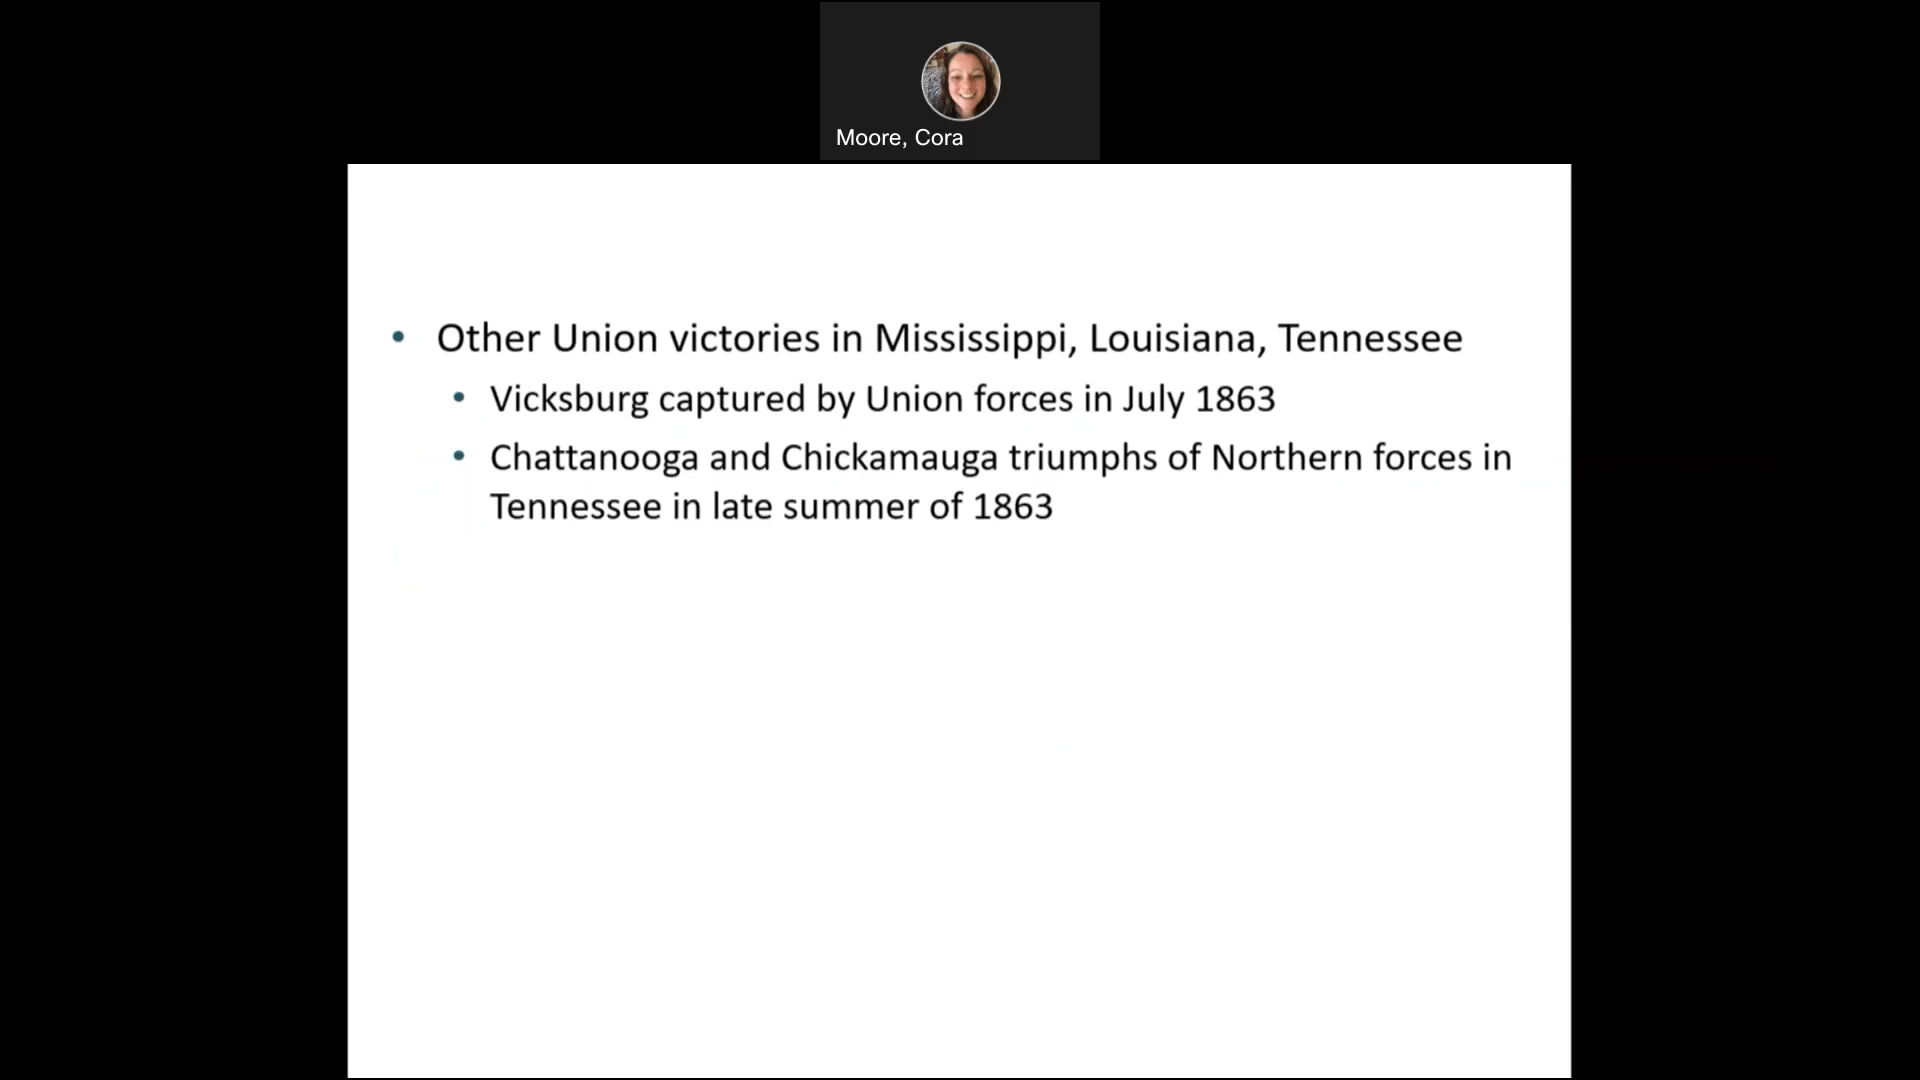 Moore, Cora
• Other Union victories in Mississippi, Louisiana, Tennessee
• Vicksburg captured by Union forces in July 1863
• Chattanooga and Chickamauga triumphs of Northern forces in
Tennessee in late summer of 1863